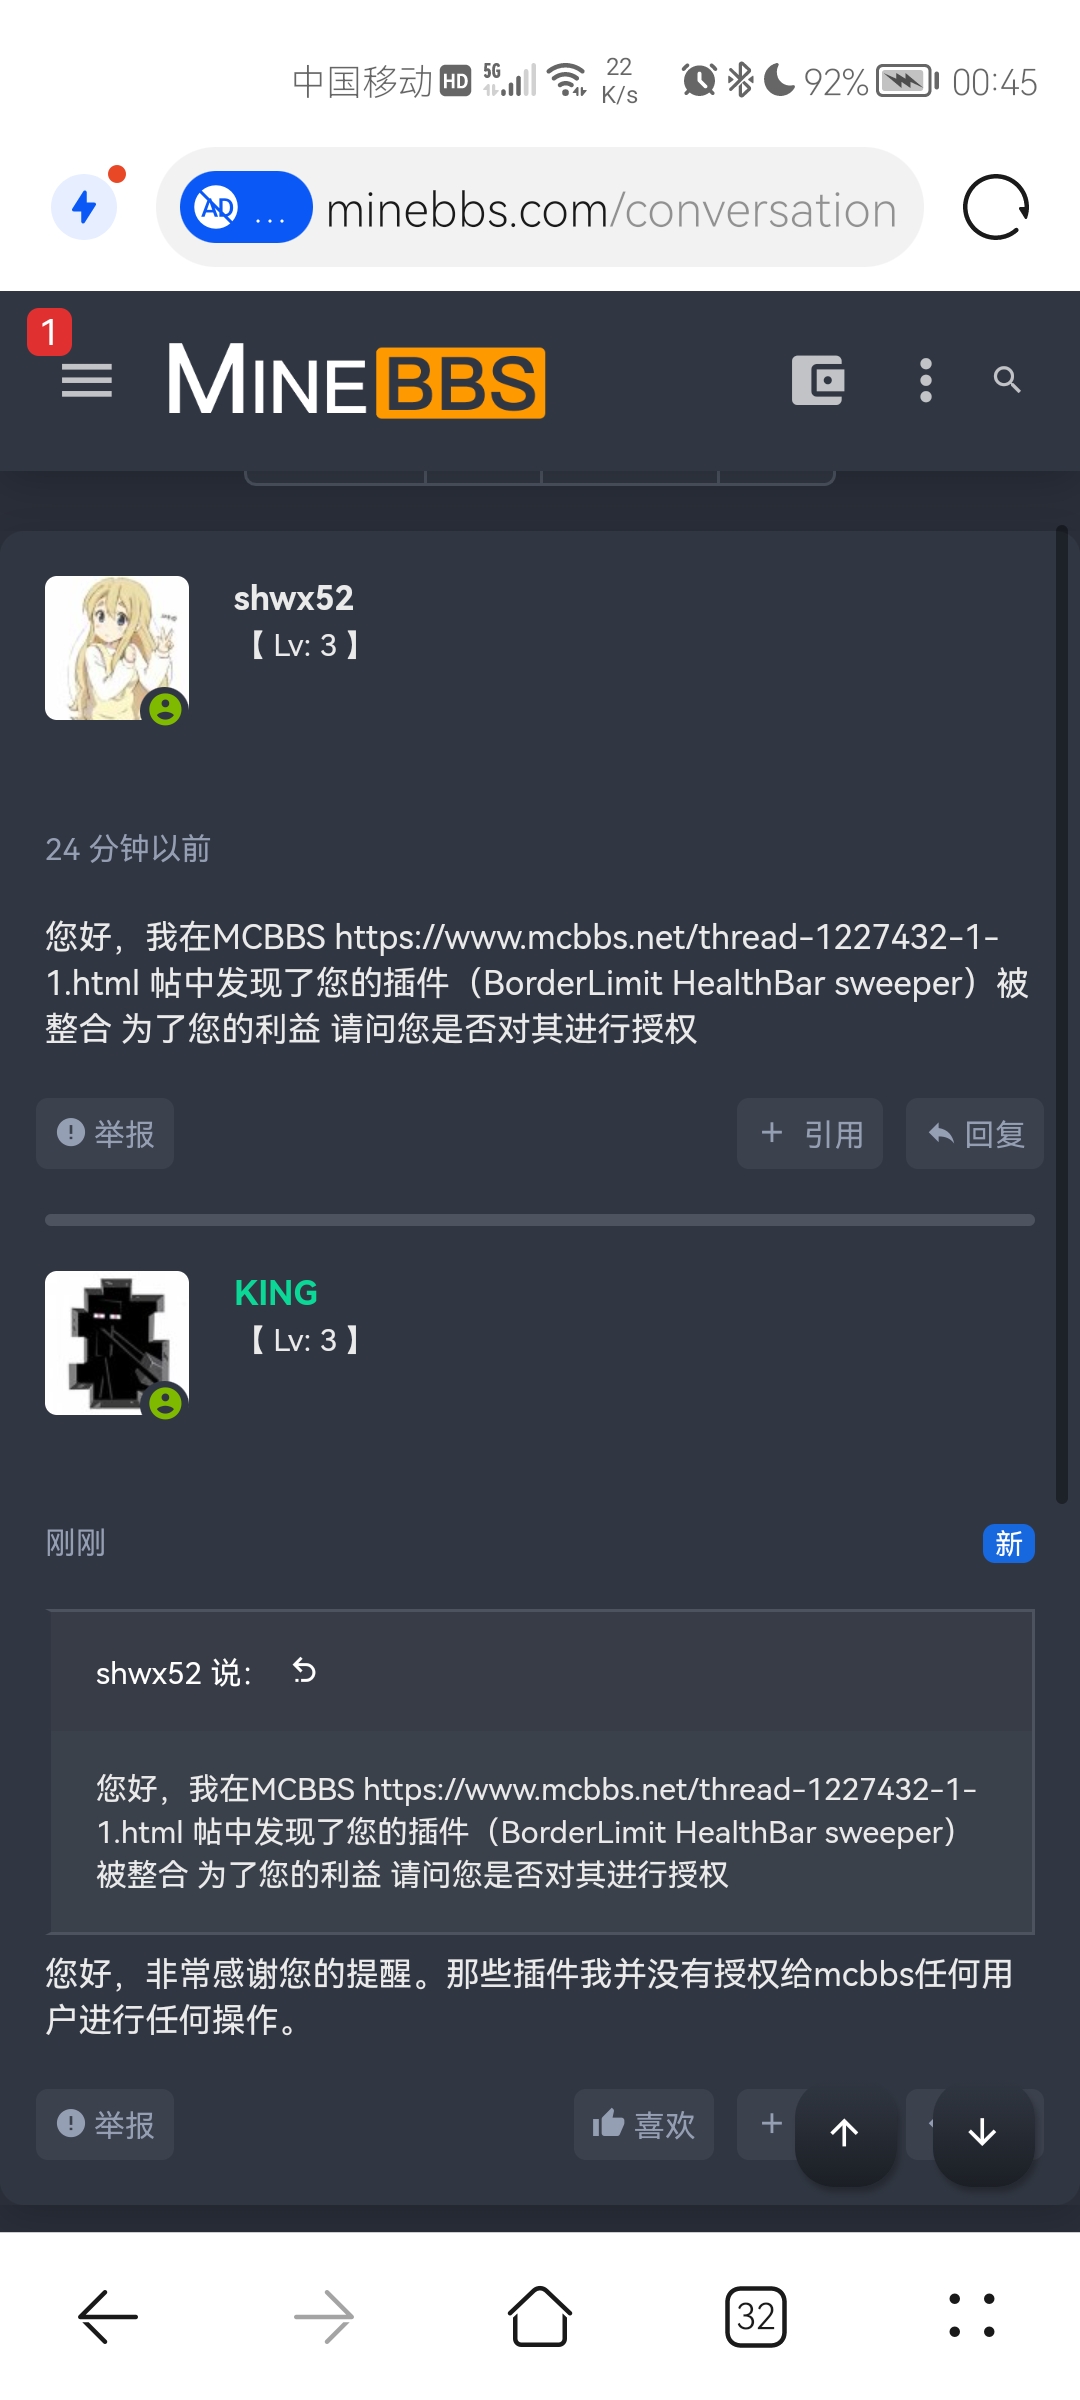 中国移动 HD 5G 22 K/s 92% 00:45
AD ... minebbs.com/conversation
1
MINEBBS
shwx52
【 Lv: 3 】
24 分钟以前
您好，我在MCBBS https://www.mcbbs.net/thread-1227432-1-
1.html 帖中发现了您的插件（BorderLimit HealthBar sweeper）被
整合 为了您的利益 请问您是否对其进行授权
举报 + 引用 回复
KING
【 Lv: 3 】
刚刚 新
shwx52 说：
您好，我在MCBBS https://www.mcbbs.net/thread-1227432-1-
1.html 帖中发现了您的插件（BorderLimit HealthBar sweeper）
被整合 为了您的利益 请问您是否对其进行授权
您好，非常感谢您的提醒。那些插件我并没有授权给mcbbs任何用
户进行任何操作。
举报 喜欢 +
32